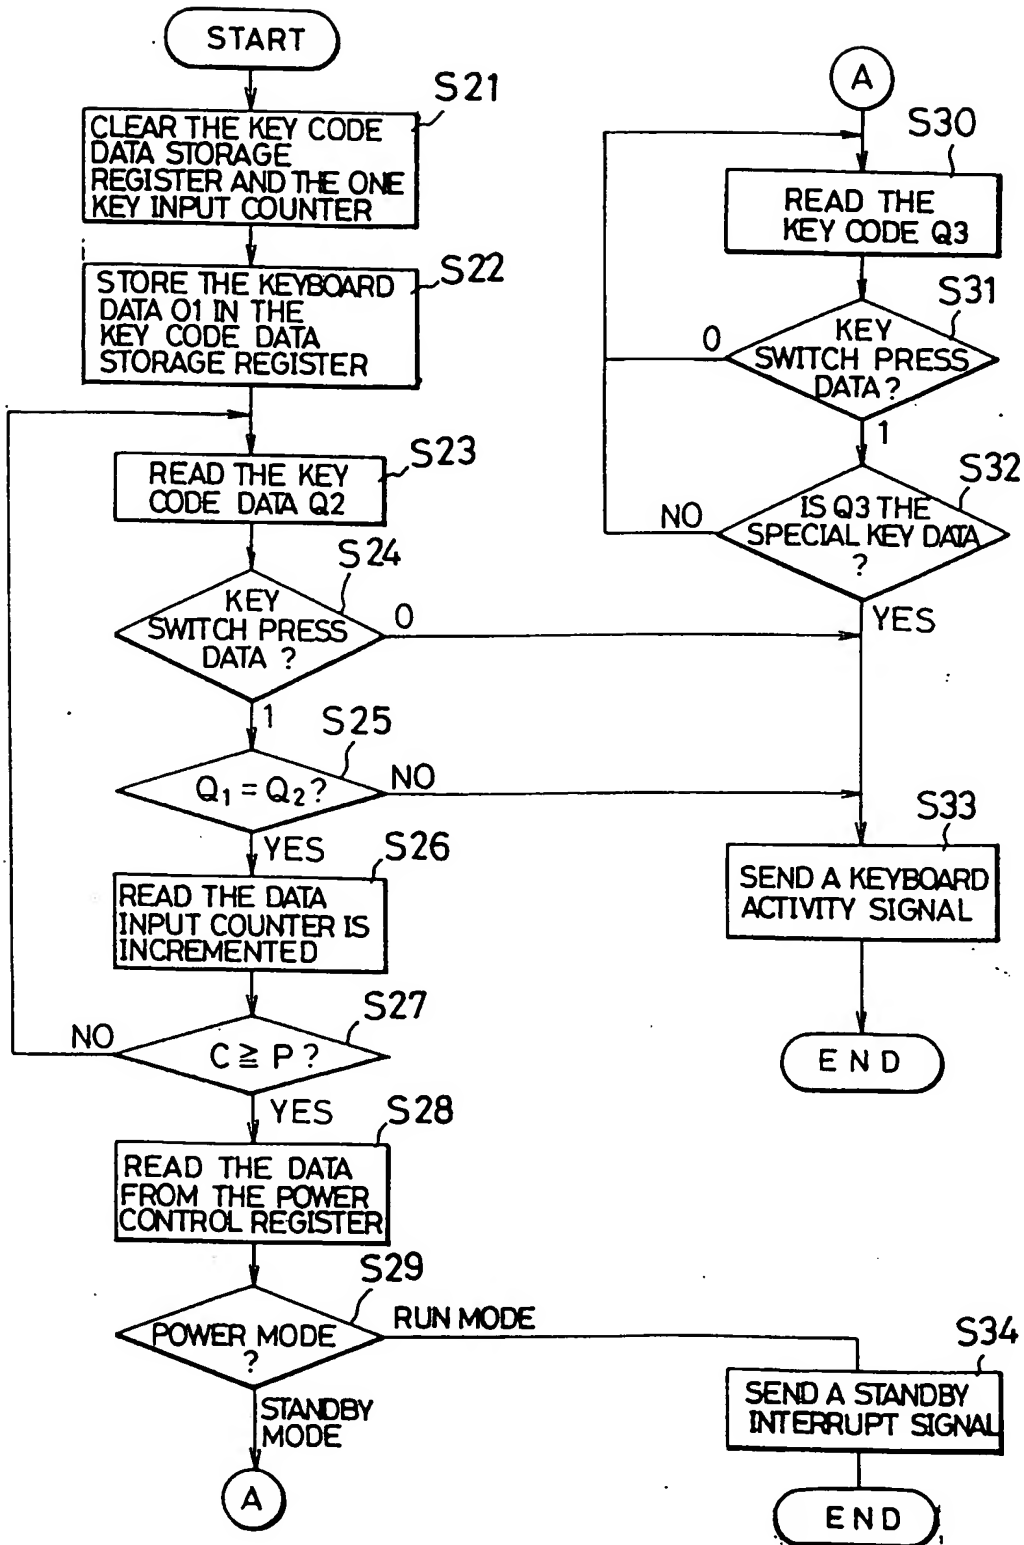 START
S21
CLEAR THE KEY CODE
DATA STORAGE
REGISTER AND THE ONE
KEY INPUT COUNTER
S22
STORE THE KEYBOARD
DATA 01 IN THE
KEY CODE DATA
STORAGE REGISTER
S23
READ THE KEY
CODE DATA Q2
S24
KEY
SWITCH PRESS
DATA ?
0
1
S25
Q1 = Q2 ?
NO
YES
S26
READ THE DATA
INPUT COUNTER IS
INCREMENTED
S27
NO
C ≧ P ?
YES
S28
READ THE DATA
FROM THE POWER
CONTROL REGISTER
S29
POWER MODE
?
RUN MODE
STANDBY
MODE
A
A
S30
READ THE
KEY CODE Q3
S31
KEY
SWITCH PRESS
DATA ?
0
1
S32
IS Q3 THE
SPECIAL KEY DATA
?
NO
YES
S33
SEND A KEYBOARD
ACTIVITY SIGNAL
END
S34
SEND A STANDBY
INTERRUPT SIGNAL
END